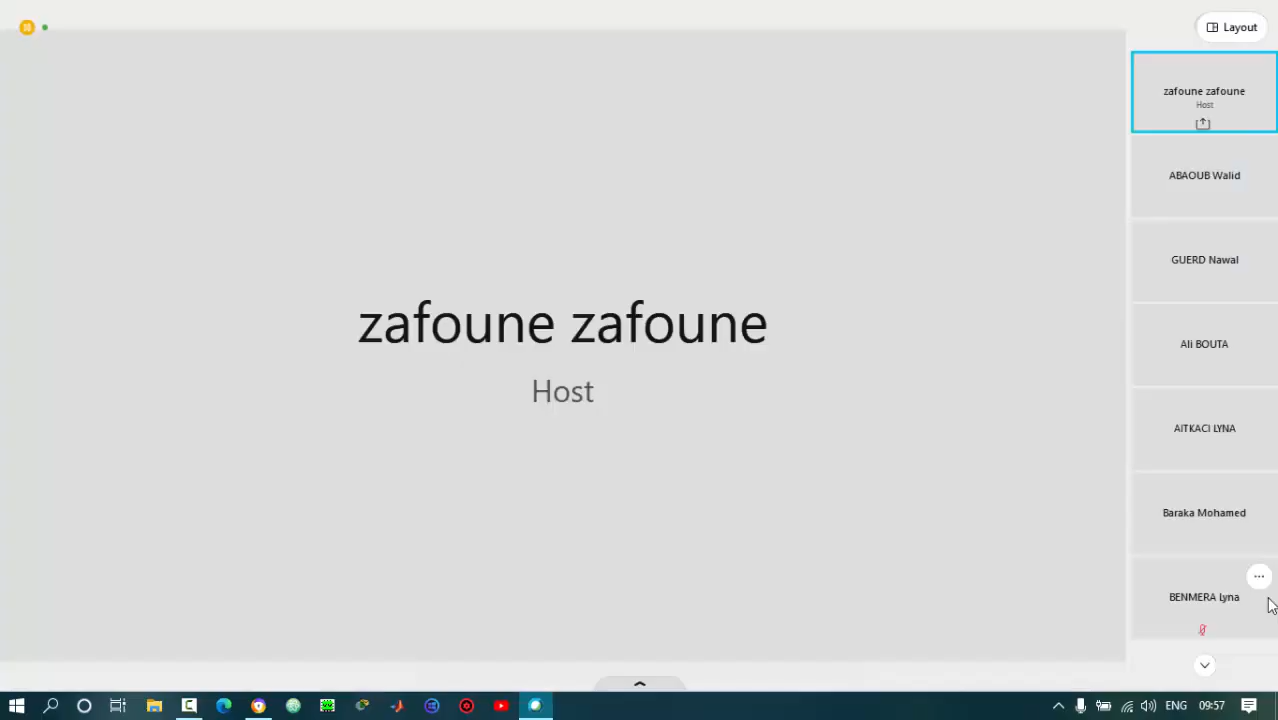 Layout
zafoune zafoune
Host
ABAOUB Walid
GUERD Nawal
Ali BOUTA
AITKACI LYNA
Baraka Mohamed
BENMERA Lyna
zafoune zafoune
Host
ENG
09:57